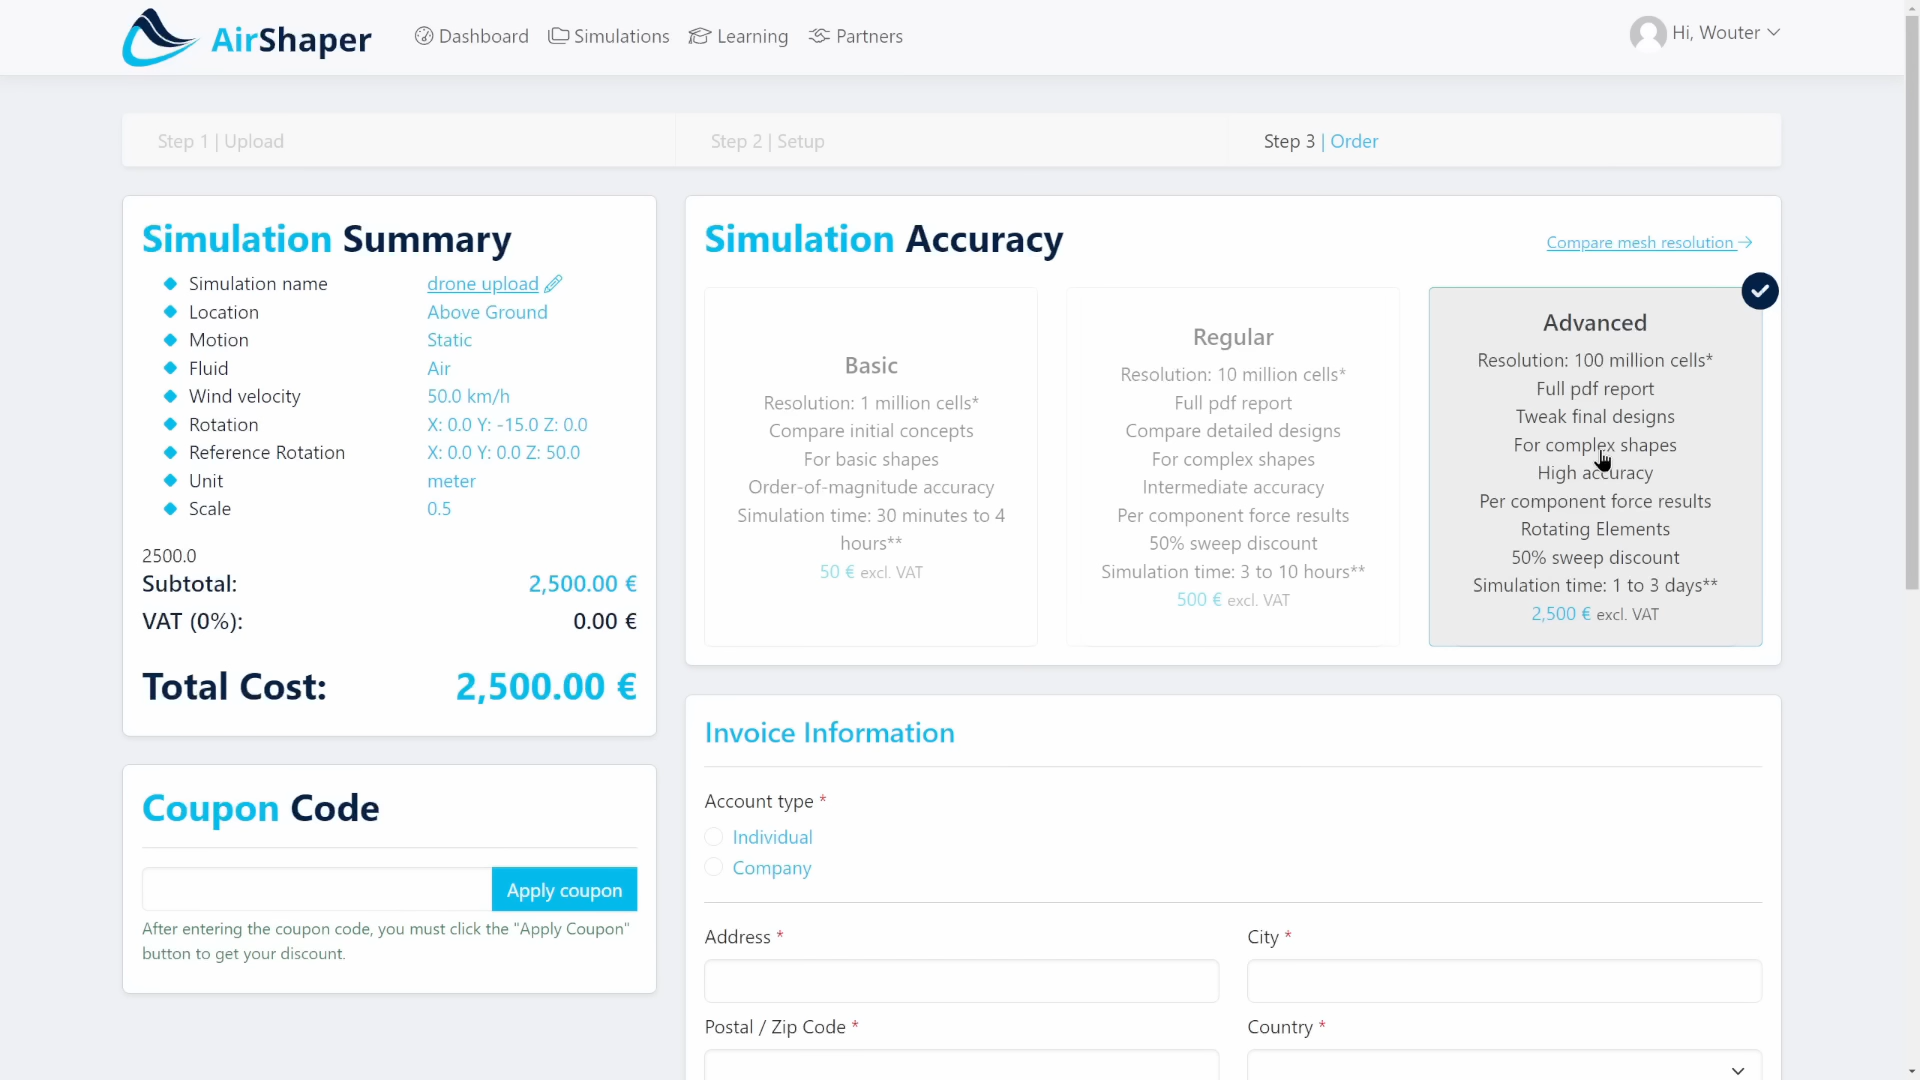 AirShaper
Dashboard
Simulations
Learning
Partners
Hi, Wouter
Step 1 | Upload
Step 2 | Setup
Step 3 | Order
Simulation Summary
Simulation name drone upload
Location Above Ground
Motion Static
Fluid Air
Wind velocity 50.0 km/h
Rotation X: 0.0 Y: -15.0 Z: 0.0
Reference Rotation X: 0.0 Y: 0.0 Z: 50.0
Unit meter
Scale 0.5
2500.0
Subtotal: 2,500.00 €
VAT (0%): 0.00 €
Total Cost: 2,500.00 €
Coupon Code
Apply coupon
After entering the coupon code, you must click the "Apply Coupon"
button to get your discount.
Simulation Accuracy
Compare mesh resolution
Basic
Resolution: 1 million cells*
Compare initial concepts
For basic shapes
Order-of-magnitude accuracy
Simulation time: 30 minutes to 4
hours**
50 € excl. VAT
Regular
Resolution: 10 million cells*
Full pdf report
Compare detailed designs
For complex shapes
Intermediate accuracy
Per component force results
50% sweep discount
Simulation time: 3 to 10 hours**
500 € excl. VAT
Advanced
Resolution: 100 million cells*
Full pdf report
Tweak final designs
For complex shapes
High accuracy
Per component force results
Rotating Elements
50% sweep discount
Simulation time: 1 to 3 days**
2,500 € excl. VAT
Invoice Information
Account type *
Individual
Company
Address *
City *
Postal / Zip Code *
Country *